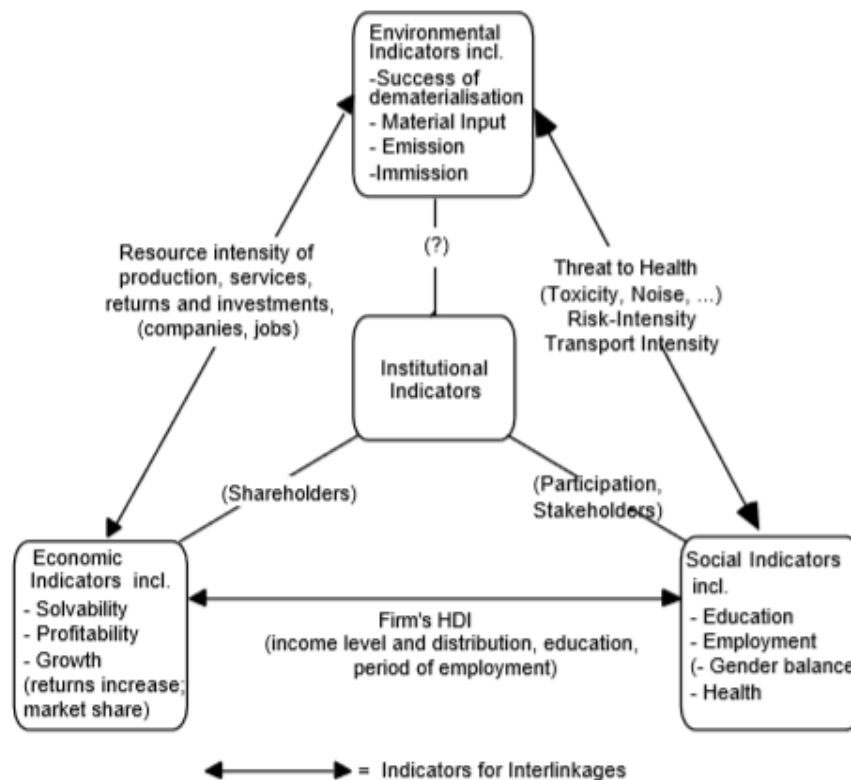 Environmental
Indicators incl.
-Success of
dematerialisation
- Material Input
- Emission
-Immission
(?)
Resource intensity of
production, services,
returns and investments,
(companies, jobs)
Threat to Health
(Toxicity, Noise, ...)
Risk-Intensity
Transport Intensity
Institutional
Indicators
(Shareholders)
(Participation,
Stakeholders)
Economic
Indicators incl.
- Solvability
- Profitability
- Growth
(returns increase;
market share)
Firm's HDI
(income level and distribution, education,
period of employment)
Social Indicators
incl.
- Education
- Employment
(- Gender balance
- Health
= Indicators for Interlinkages